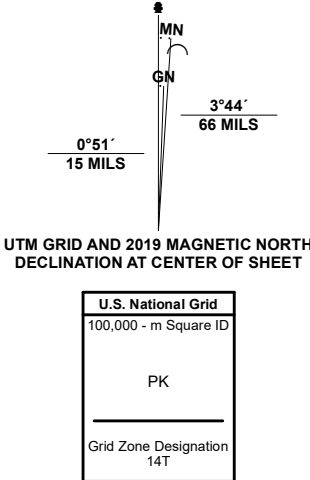 MN
GN
3°44´
66 MILS
0°51´
15 MILS
UTM GRID AND 2019 MAGNETIC NORTH
DECLINATION AT CENTER OF SHEET
U.S. National Grid
100,000 - m Square ID
PK
Grid Zone Designation
14T